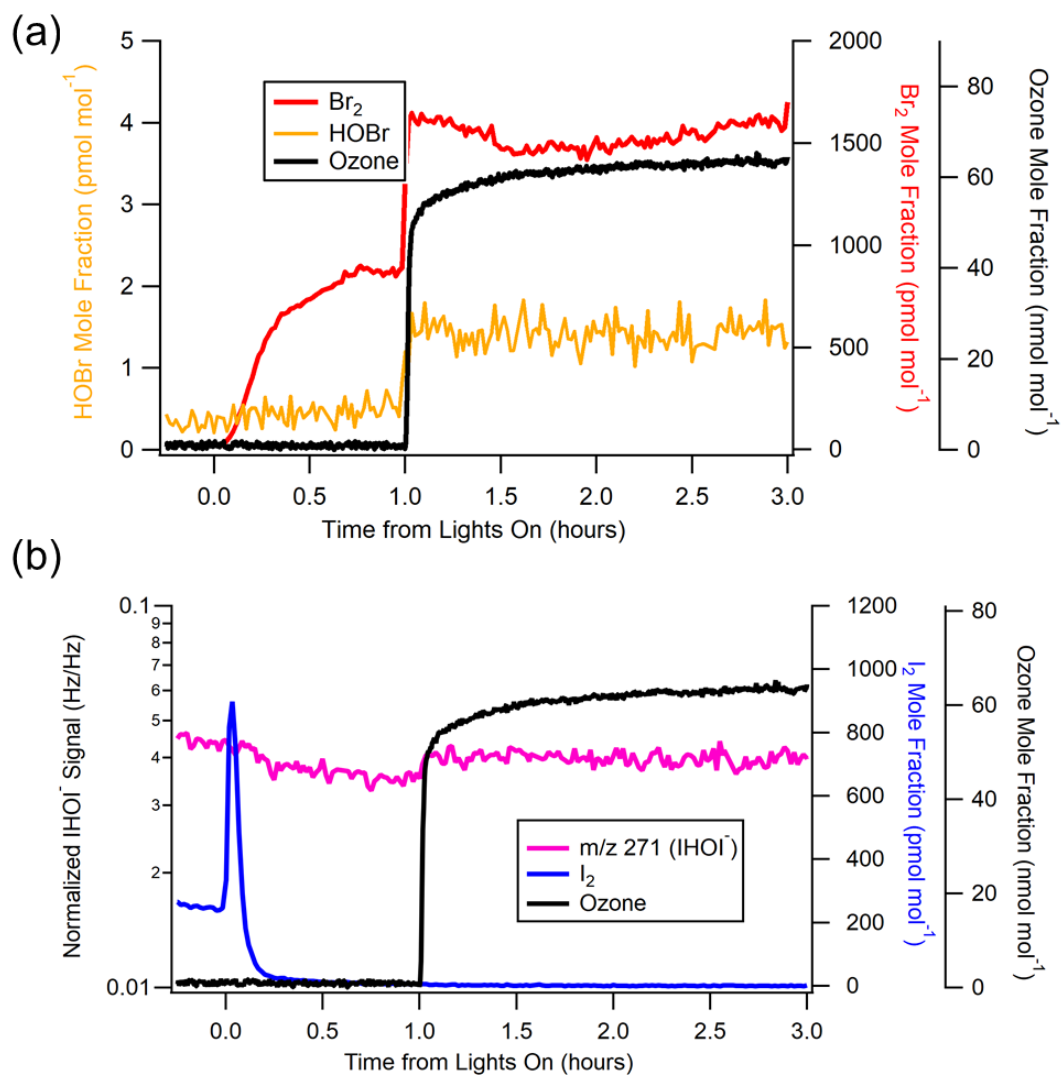 (a)
HOBr Mole Fraction (pmol mol⁻¹)
5
4
3
2
1
0
Br₂
HOBr
Ozone
2000
1500
1000
500
0
Br₂ Mole Fraction (pmol mol⁻¹)
80
60
40
20
0
Ozone Mole Fraction (nmol mol⁻¹)
0.0 0.5 1.0 1.5 2.0 2.5 3.0
Time from Lights On (hours)
(b)
Normalized IHOI⁻ Signal (Hz/Hz)
0.1
9
8
7
6
5
4
3
2
0.01
m/z 271 (IHOI⁻)
I₂
Ozone
1200
1000
800
600
400
200
0
I₂ Mole Fraction (pmol mol⁻¹)
80
60
40
20
0
Ozone Mole Fraction (nmol mol⁻¹)
0.0 0.5 1.0 1.5 2.0 2.5 3.0
Time from Lights On (hours)